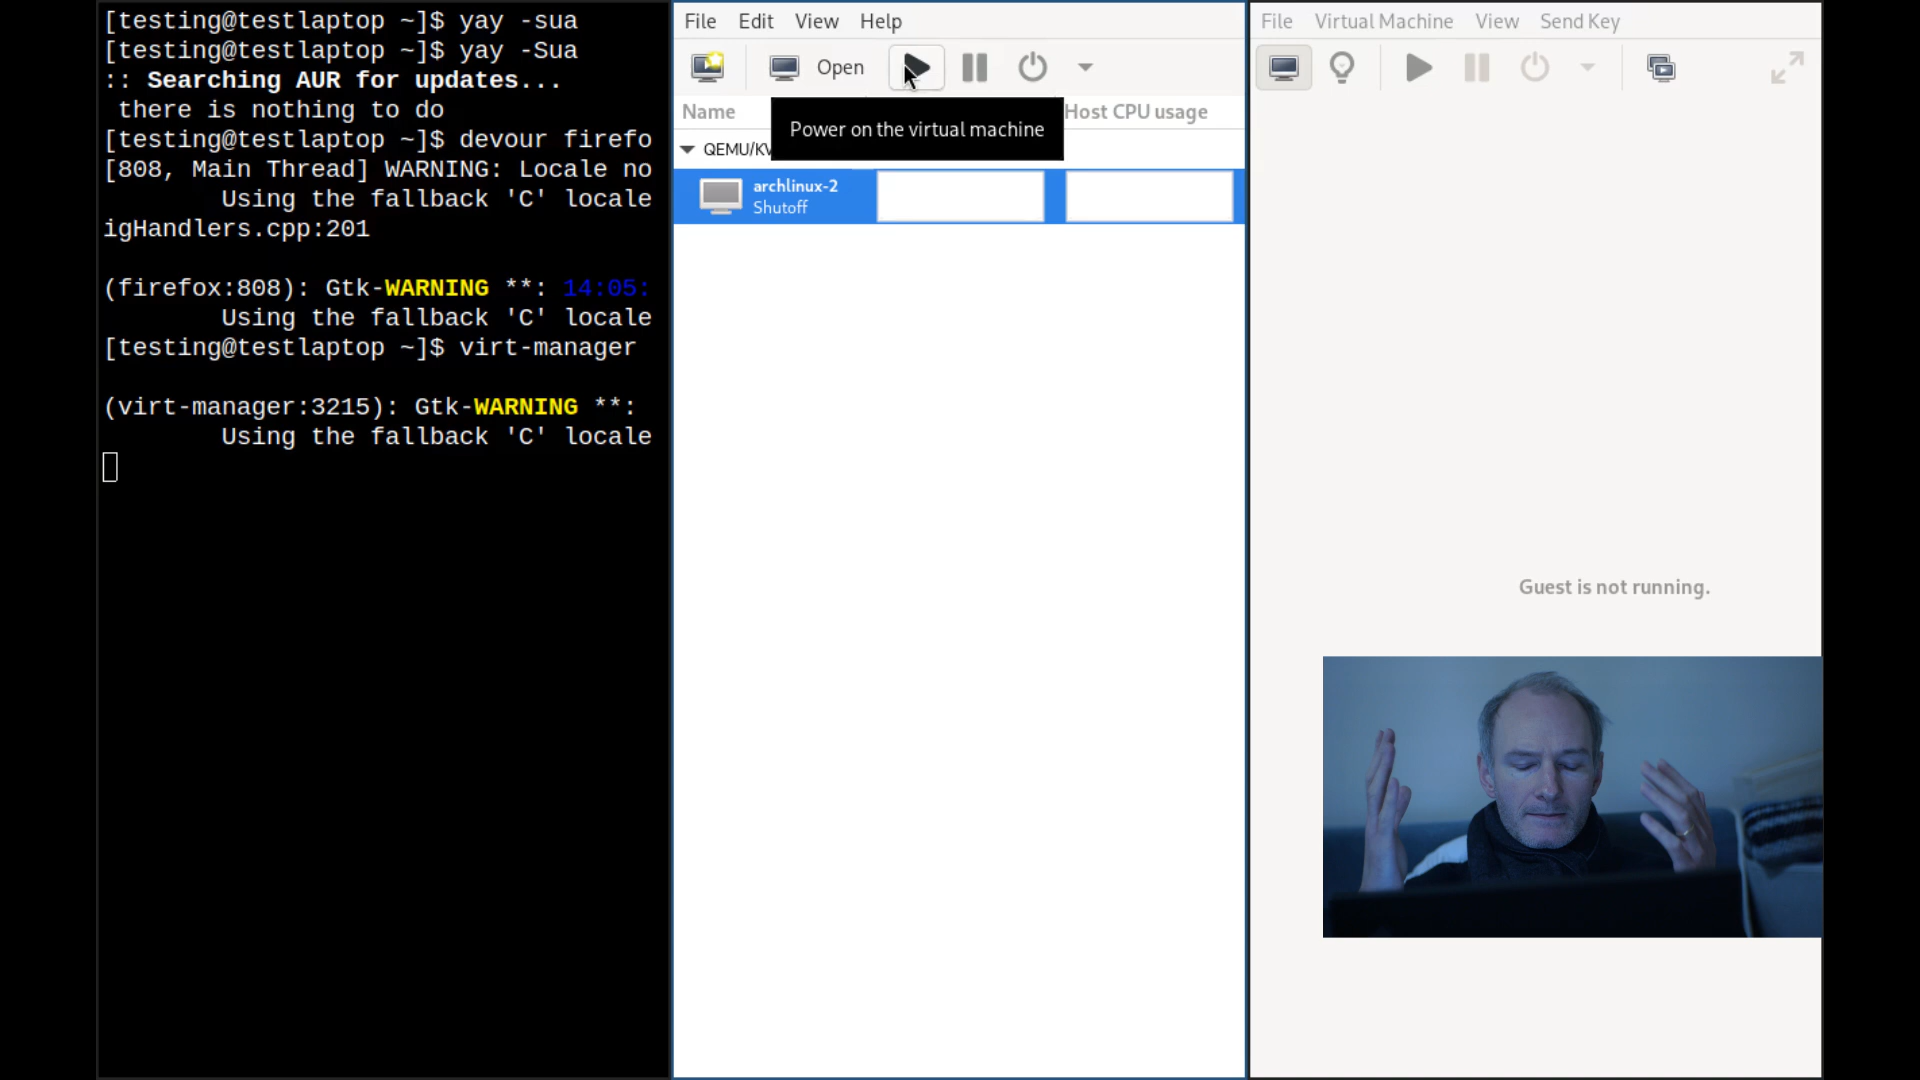 [testing@testlaptop ~]$ yay -sua
[testing@testlaptop ~]$ yay -Sua
:: Searching AUR for updates...
there is nothing to do
[testing@testlaptop ~]$ devour firefo
[808, Main Thread] WARNING: Locale no
Using the fallback 'C' locale
igHandlers.cpp:201
(firefox:808): Gtk-WARNING **: 14:05:
Using the fallback 'C' locale
[testing@testlaptop ~]$ virt-manager
(virt-manager:3215): Gtk-WARNING **:
Using the fallback 'C' locale
File Edit View Help
Open
Name Host CPU usage
Power on the virtual machine
QEMU/KV
archlinux-2
Shutoff
File Virtual Machine View Send Key
Guest is not running.